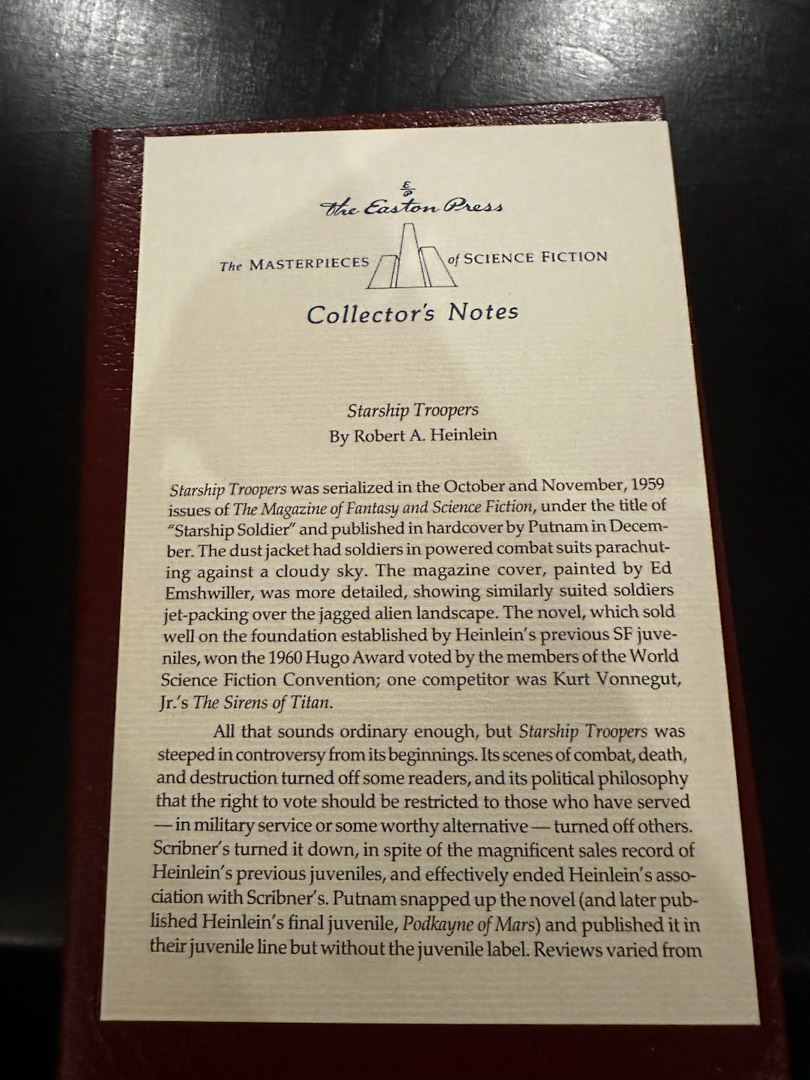 E/P
The Easton Press
The MASTERPIECES of SCIENCE FICTION
Collector's Notes
Starship Troopers
By Robert A. Heinlein
Starship Troopers was serialized in the October and November, 1959
issues of The Magazine of Fantasy and Science Fiction, under the title of
"Starship Soldier" and published in hardcover by Putnam in Decem-
ber. The dust jacket had soldiers in powered combat suits parachut-
ing against a cloudy sky. The magazine cover, painted by Ed
Emshwiller, was more detailed, showing similarly suited soldiers
jet-packing over the jagged alien landscape. The novel, which sold
well on the foundation established by Heinlein's previous SF juve-
niles, won the 1960 Hugo Award voted by the members of the World
Science Fiction Convention; one competitor was Kurt Vonnegut,
Jr.'s The Sirens of Titan.
All that sounds ordinary enough, but Starship Troopers was
steeped in controversy from its beginnings. Its scenes of combat, death,
and destruction turned off some readers, and its political philosophy
that the right to vote should be restricted to those who have served
— in military service or some worthy alternative — turned off others.
Scribner's turned it down, in spite of the magnificent sales record of
Heinlein's previous juveniles, and effectively ended Heinlein's asso-
ciation with Scribner's. Putnam snapped up the novel (and later pub-
lished Heinlein's final juvenile, Podkayne of Mars) and published it in
their juvenile line but without the juvenile label. Reviews varied from